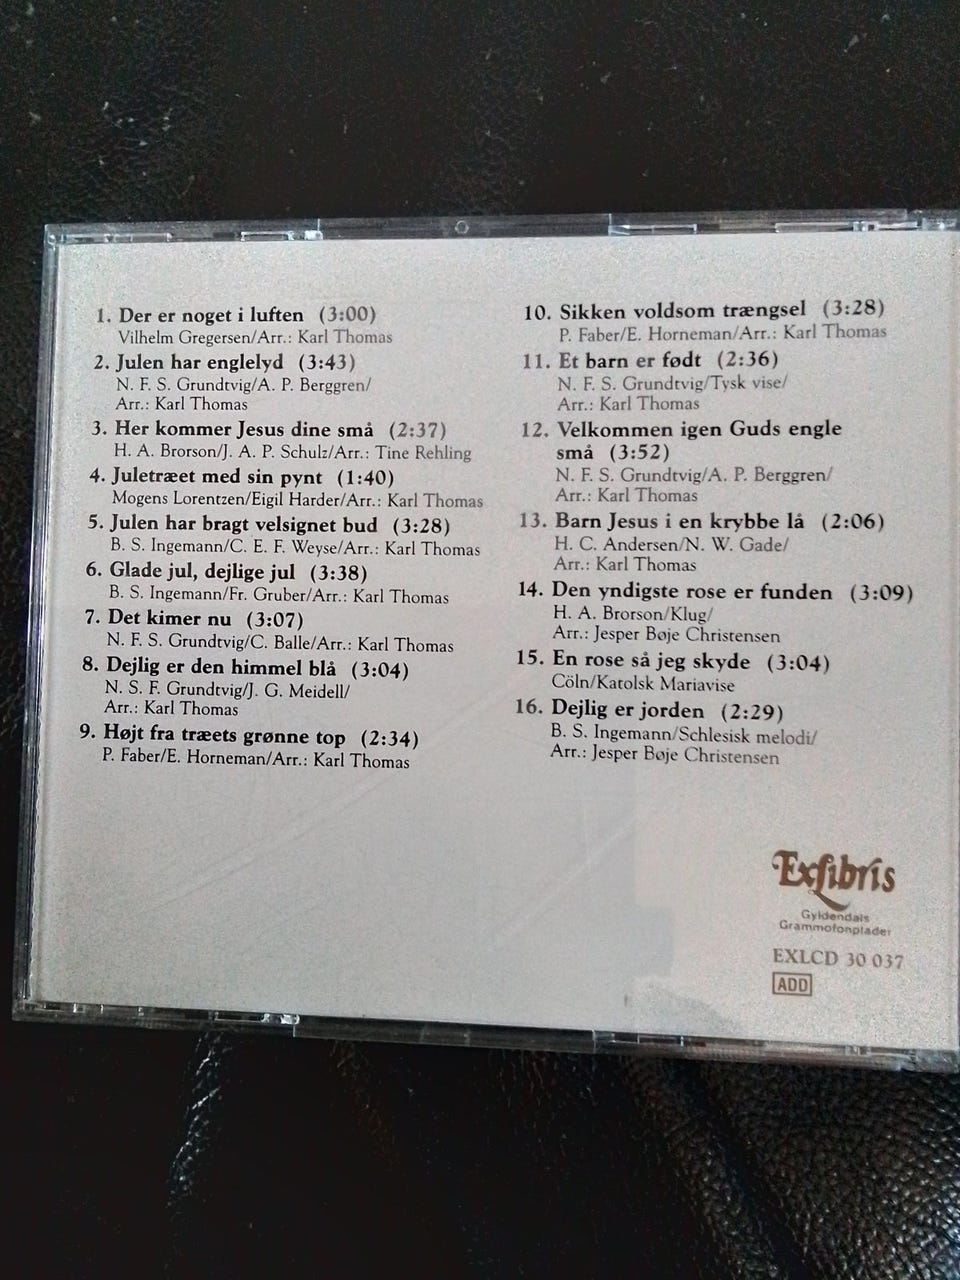 1. Der er noget i luften (3:00)
Vilhelm Gregersen/Arr.: Karl Thomas
2. Julen har englelyd (3:43)
N. F. S. Grundtvig/A. P. Berggren/
Arr.: Karl Thomas
3. Her kommer Jesus dine små (2:37)
H. A. Brorson/J. A. P. Schulz/Arr.: Tine Rehling
4. Juletræet med sin pynt (1:40)
Mogens Lorentzen/Eigil Harder/Arr.: Karl Thomas
5. Julen har bragt velsignet bud (3:28)
B. S. Ingemann/C. E. F. Weyse/Arr.: Karl Thomas
6. Glade jul, dejlige jul (3:38)
B. S. Ingemann/Fr. Gruber/Arr.: Karl Thomas
7. Det kimer nu (3:07)
N. F. S. Grundtvig/C. Balle/Arr.: Karl Thomas
8. Dejlig er den himmel blå (3:04)
N. S. F. Grundtvig/J. G. Meidell/
Arr.: Karl Thomas
9. Højt fra træets grønne top (2:34)
P. Faber/E. Horneman/Arr.: Karl Thomas
10. Sikken voldsom trængsel (3:28)
P. Faber/E. Horneman/Arr.: Karl Thomas
11. Et barn er født (2:36)
N. F. S. Grundtvig/Tysk vise/
Arr.: Karl Thomas
12. Velkommen igen Guds engle
små (3:52)
N. F. S. Grundtvig/A. P. Berggren/
Arr.: Karl Thomas
13. Barn Jesus i en krybbe lå (2:06)
H. C. Andersen/N. W. Gade/
Arr.: Karl Thomas
14. Den yndigste rose er funden (3:09)
H. A. Brorson/Klug/
Arr.: Jesper Bøje Christensen
15. En rose så jeg skyde (3:04)
Cöln/Katolsk Mariavise
16. Dejlig er jorden (2:29)
B. S. Ingemann/Schlesisk melodi/
Arr.: Jesper Bøje Christensen
Exlibris
Gyldendals
Grammofonplader
EXLCD 30 037
ADD